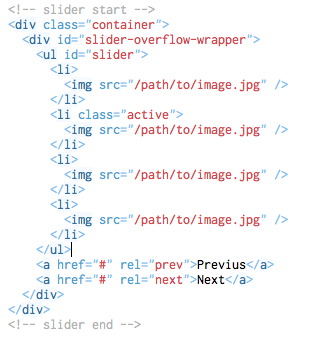 <!-- slider start -->
<div class="container">
  <div id="slider-overflow-wrapper">
    <ul id="slider">
      <li>
        <img src="/path/to/image.jpg" />
      </li>
      <li class="active">
        <img src="/path/to/image.jpg" />
      </li>
      <li>
        <img src="/path/to/image.jpg" />
      </li>
      <li>
        <img src="/path/to/image.jpg" />
      </li>
    </ul>
    <a href="#" rel="prev">Previus</a>
    <a href="#" rel="next">Next</a>
  </div>
</div>
<!-- slider end -->